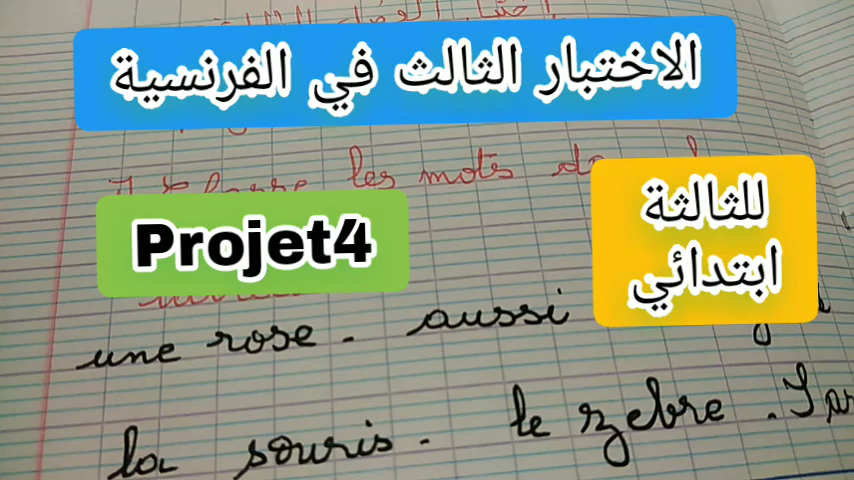 الاختبار الثالث في الفرنسية
les mots
Projet4
للثالثة
ابتدائي
une rose. aussi
la souris. le zebre.